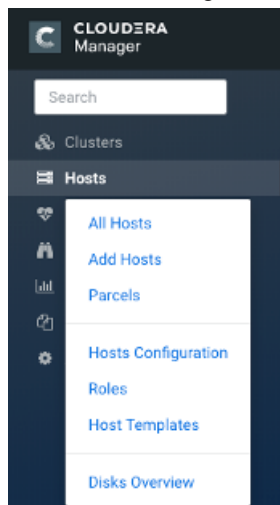 C
CLOUDERA
Manager
Search
Clusters
Hosts
All Hosts
Add Hosts
Parcels
Hosts Configuration
Roles
Host Templates
Disks Overview